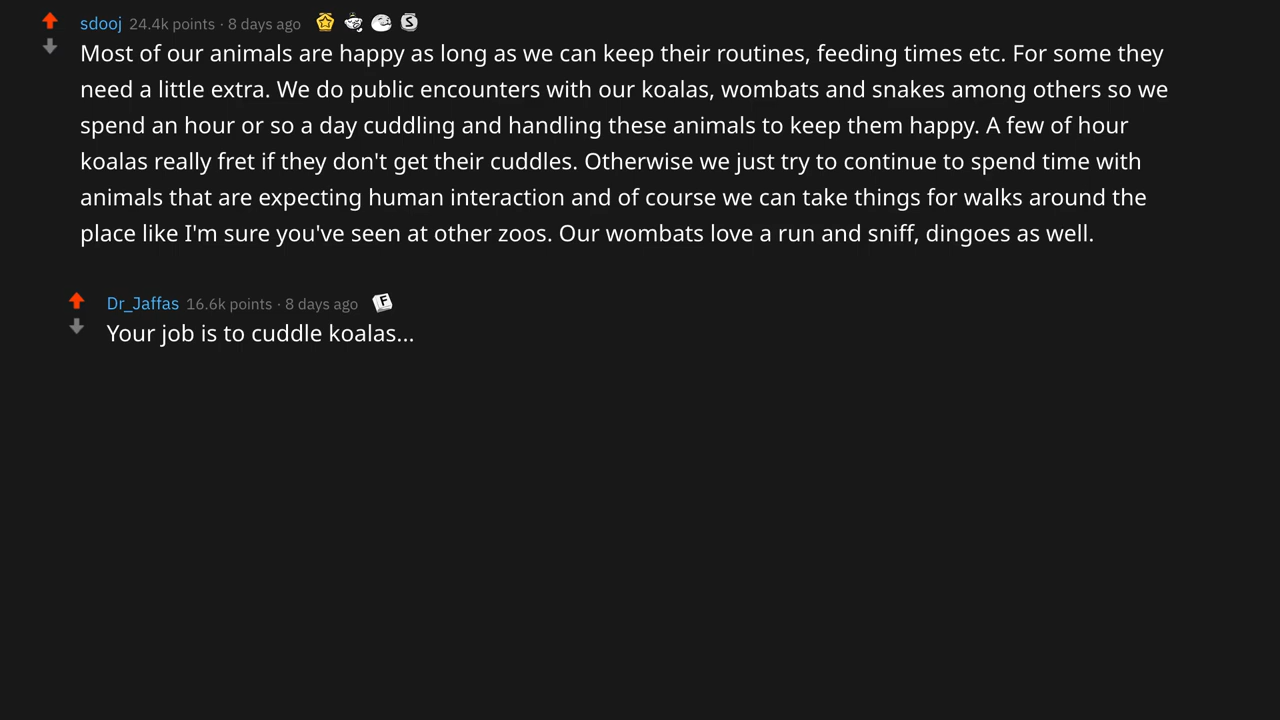 sdooj 24.4k points · 8 days ago
Most of our animals are happy as long as we can keep their routines, feeding times etc. For some they
need a little extra. We do public encounters with our koalas, wombats and snakes among others so we
spend an hour or so a day cuddling and handling these animals to keep them happy. A few of hour
koalas really fret if they don't get their cuddles. Otherwise we just try to continue to spend time with
animals that are expecting human interaction and of course we can take things for walks around the
place like I'm sure you've seen at other zoos. Our wombats love a run and sniff, dingoes as well.
Dr_Jaffas 16.6k points · 8 days ago F
Your job is to cuddle koalas...